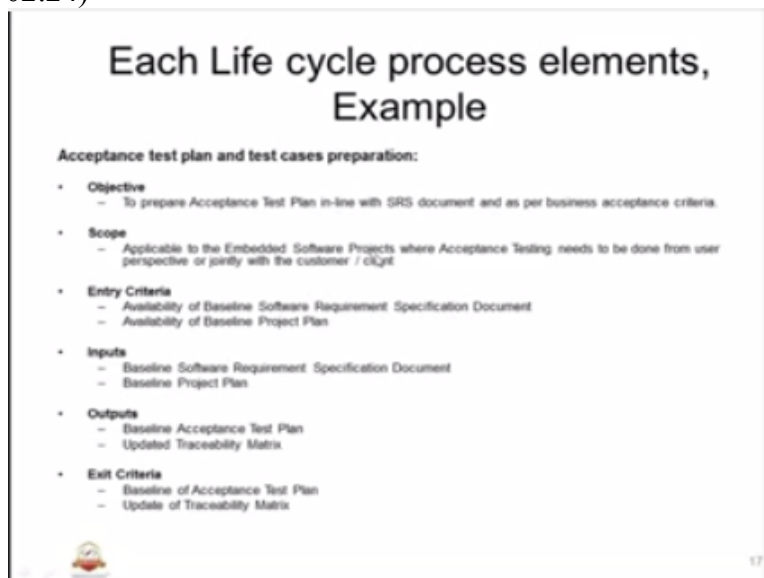 Each Life cycle process elements,
Example
Acceptance test plan and test cases preparation:
• Objective
– To prepare Acceptance Test Plan in-line with SRS document and as per business acceptance criteria.
• Scope
– Applicable to the Embedded Software Projects where Acceptance Testing needs to be done from user
perspective or jointly with the customer / client
• Entry Criteria
– Availability of Baseline Software Requirement Specification Document
– Availability of Baseline Project Plan
• Inputs
– Baseline Software Requirement Specification Document
– Baseline Project Plan
• Outputs
– Baseline Acceptance Test Plan
– Updated Traceability Matrix
• Exit Criteria
– Baseline of Acceptance Test Plan
– Update of Traceability Matrix
17